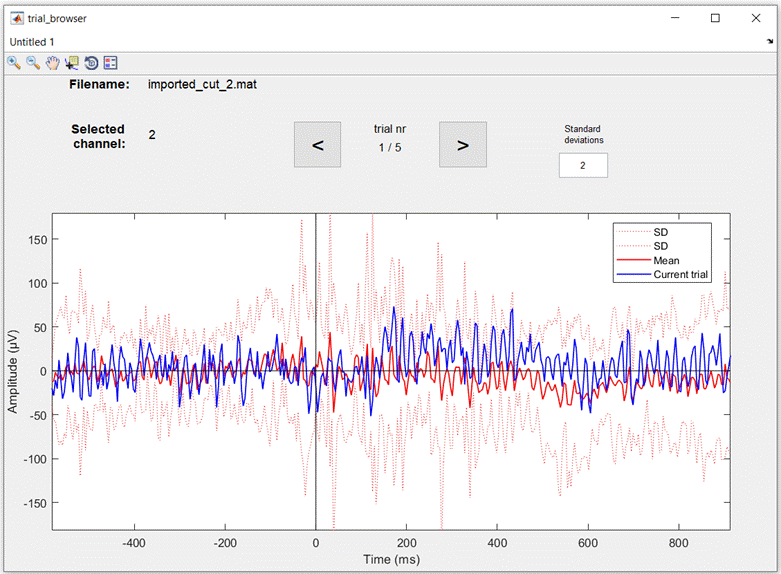 trial_browser
Untitled 1
Filename: imported_cut_2.mat
Selected channel: 2
<
trial nr
1 / 5
>
Standard
deviations
2
150
100
50
0
-50
-100
-150
Amplitude (µV)
SD
SD
Mean
Current trial
-400 -200 0 200 400 600 800
Time (ms)